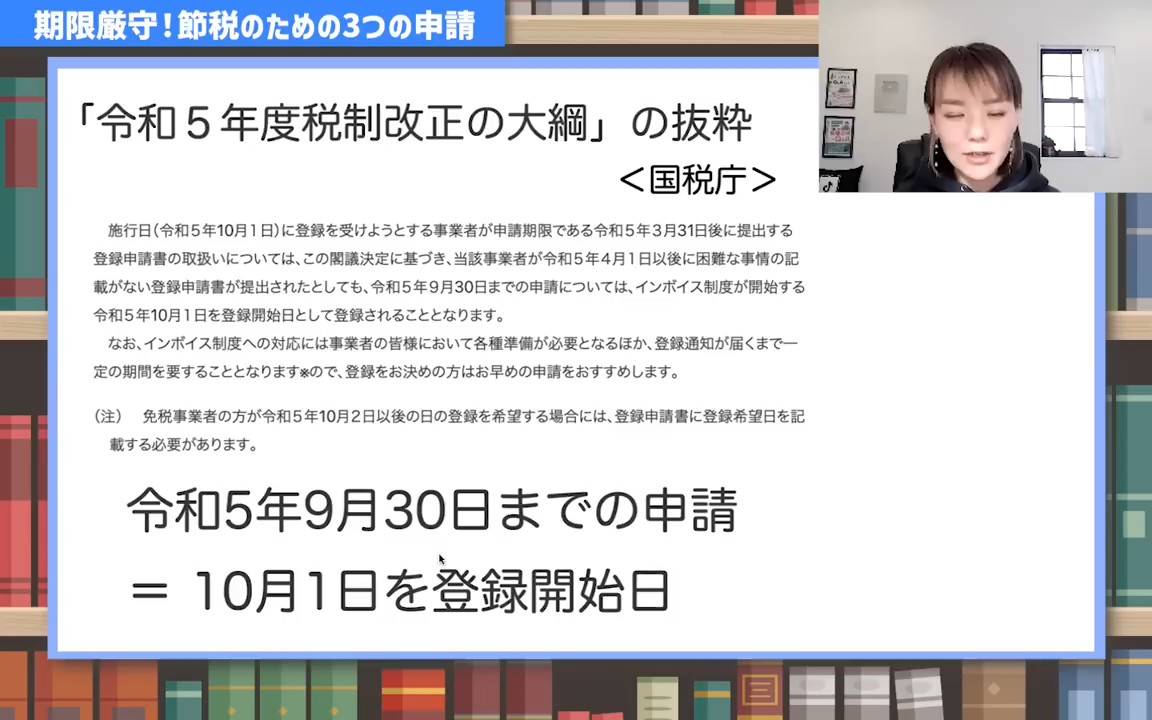 期限厳守！節税のための3つの申請
「令和５年度税制改正の大綱」の抜粋
＜国税庁＞
施行日（令和５年10月１日）に登録を受けようとする事業者が申請期限である令和５年３月31日後に提出する
登録申請書の取扱いについては、この閣議決定に基づき、当該事業者が令和５年４月１日以後に困難な事情の記
載がない登録申請書が提出されたとしても、令和５年９月30日までの申請については、インボイス制度が開始する
令和５年10月１日を登録開始日として登録されることとなります。
なお、インボイス制度への対応には事業者の皆様において各種準備が必要となるほか、登録通知が届くまで一
定の期間を要することとなります※ので、登録をお決めの方はお早めの申請をおすすめします。
（注）　免税事業者の方が令和５年10月２日以後の日の登録を希望する場合には、登録申請書に登録希望日を記
載する必要があります。
令和5年9月30日までの申請
＝ 10月1日を登録開始日